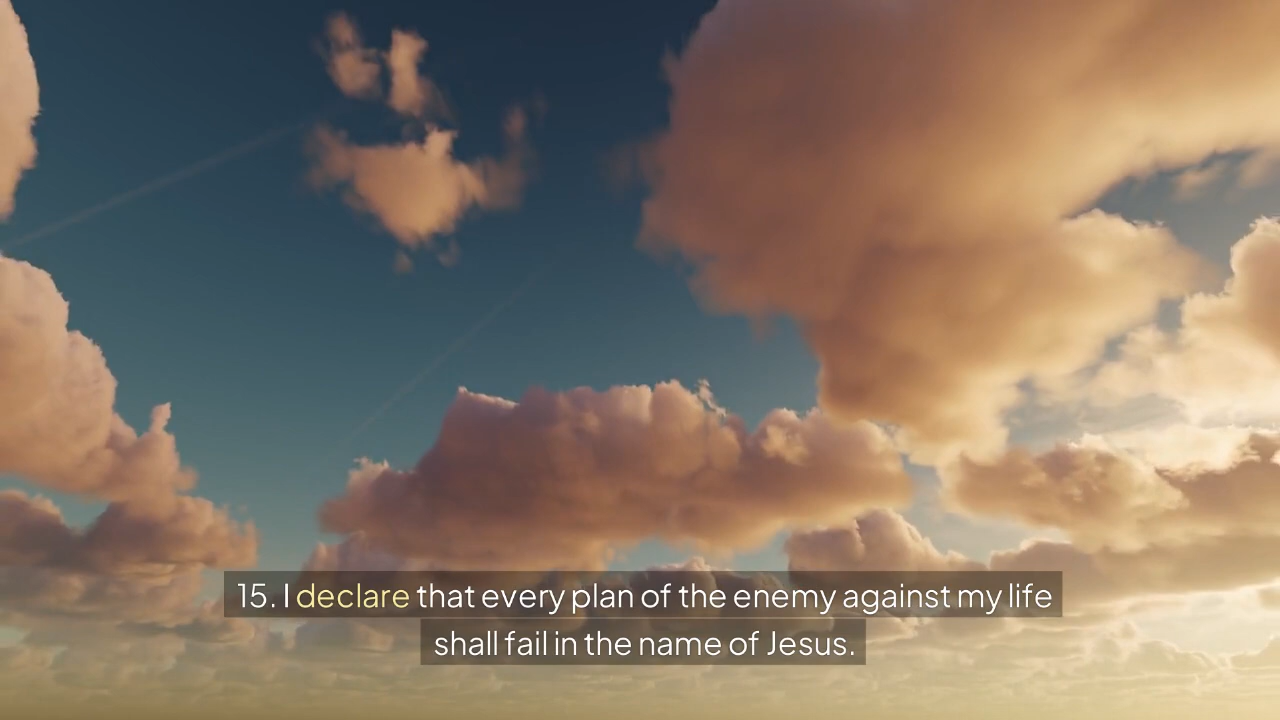 15. I declare that every plan of the enemy against my life
shall fail in the name of Jesus.